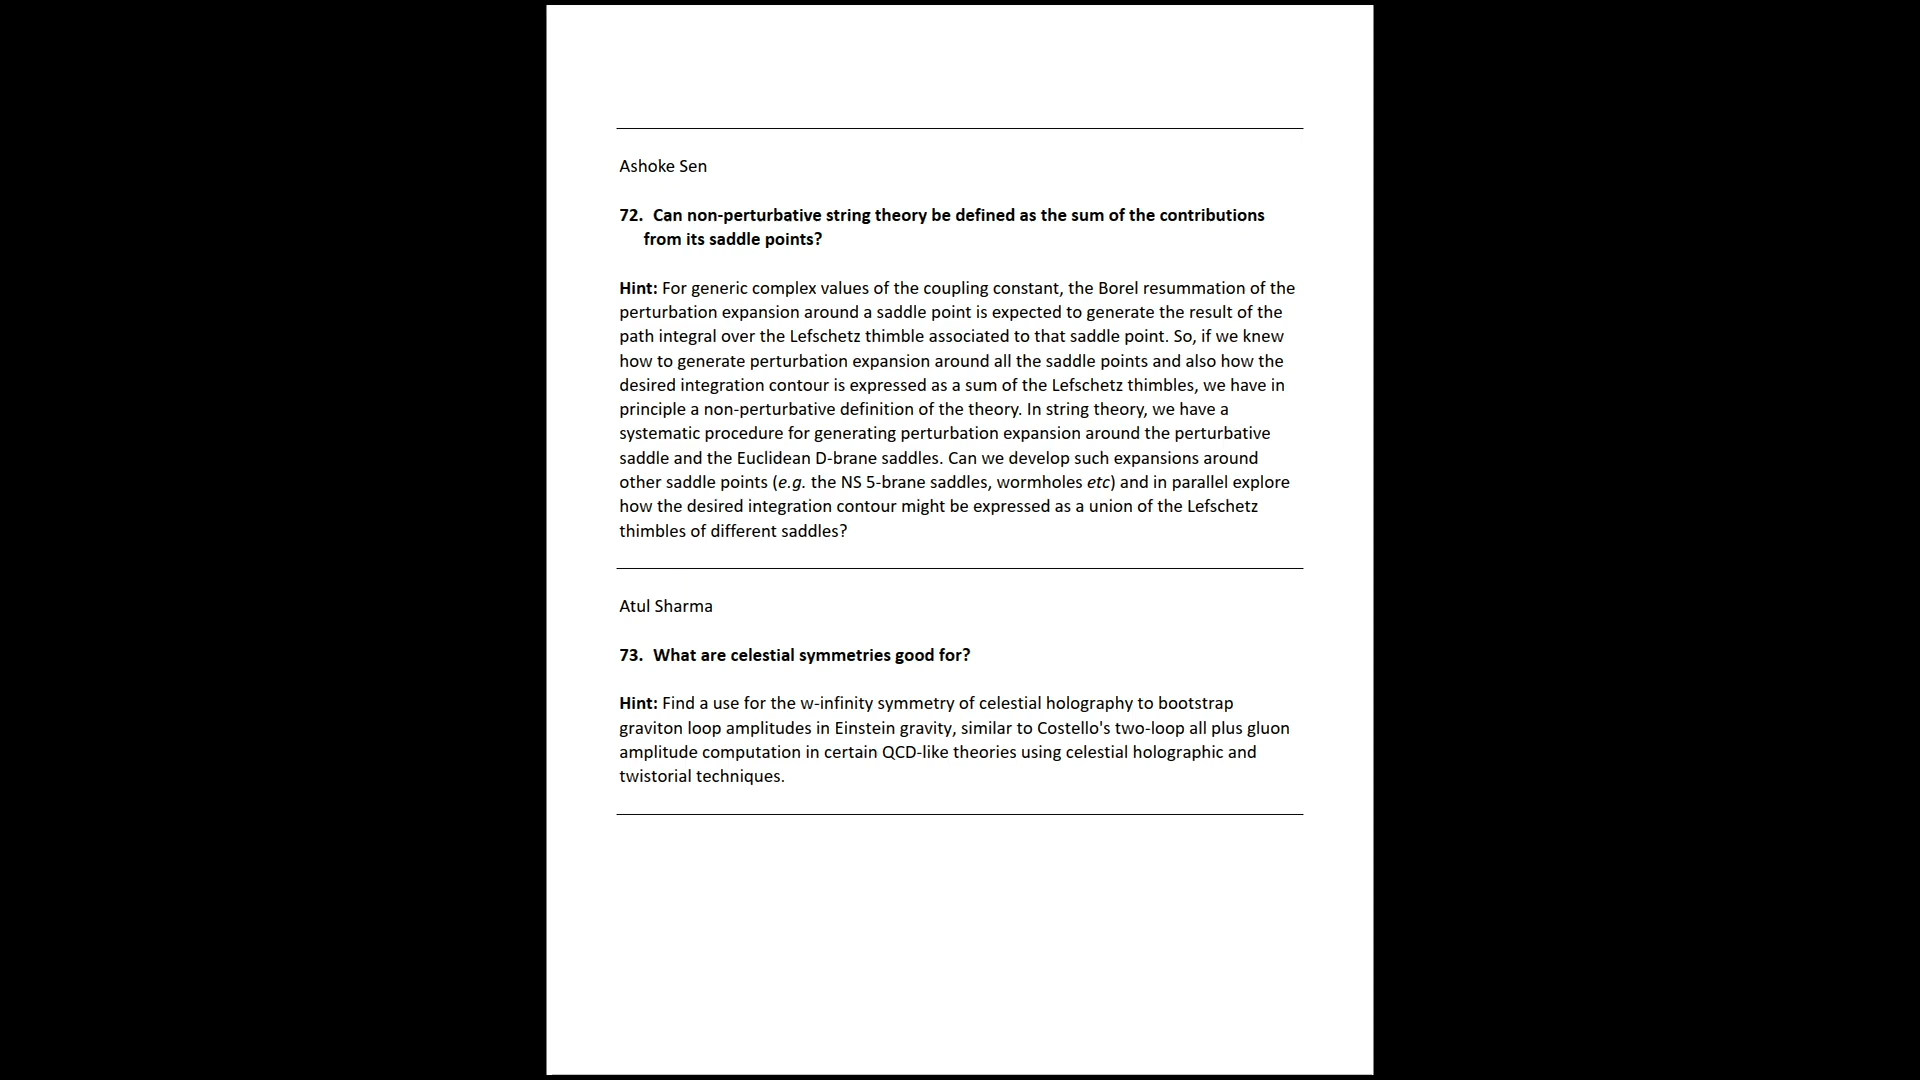 Ashoke Sen
72. Can non-perturbative string theory be defined as the sum of the contributions
from its saddle points?
Hint: For generic complex values of the coupling constant, the Borel resummation of the
perturbation expansion around a saddle point is expected to generate the result of the
path integral over the Lefschetz thimble associated to that saddle point. So, if we knew
how to generate perturbation expansion around all the saddle points and also how the
desired integration contour is expressed as a sum of the Lefschetz thimbles, we have in
principle a non-perturbative definition of the theory. In string theory, we have a
systematic procedure for generating perturbation expansion around the perturbative
saddle and the Euclidean D-brane saddles. Can we develop such expansions around
other saddle points (e.g. the NS 5-brane saddles, wormholes etc) and in parallel explore
how the desired integration contour might be expressed as a union of the Lefschetz
thimbles of different saddles?
Atul Sharma
73. What are celestial symmetries good for?
Hint: Find a use for the w-infinity symmetry of celestial holography to bootstrap
graviton loop amplitudes in Einstein gravity, similar to Costello's two-loop all plus gluon
amplitude computation in certain QCD-like theories using celestial holographic and
twistorial techniques.